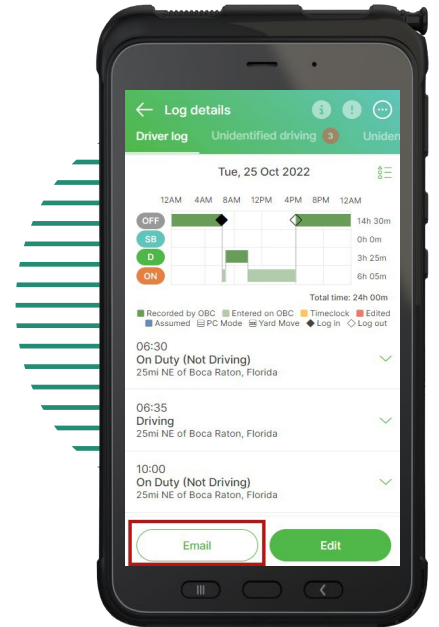 Log details
Driver log Unidentified driving 3 Uniden
Tue, 25 Oct 2022
12AM 4AM 8AM 12PM 4PM 8PM 12AM
OFF 14h 30m
SB 0h 0m
D 3h 25m
ON 6h 05m
Total time: 24h 00m
Recorded by OBC Entered on OBC Timeclock Edited
Assumed PC Mode Yard Move Log in Log out
06:30
On Duty (Not Driving)
25mi NE of Boca Raton, Florida
06:35
Driving
25mi NE of Boca Raton, Florida
10:00
On Duty (Not Driving)
25mi NE of Boca Raton, Florida
Email Edit